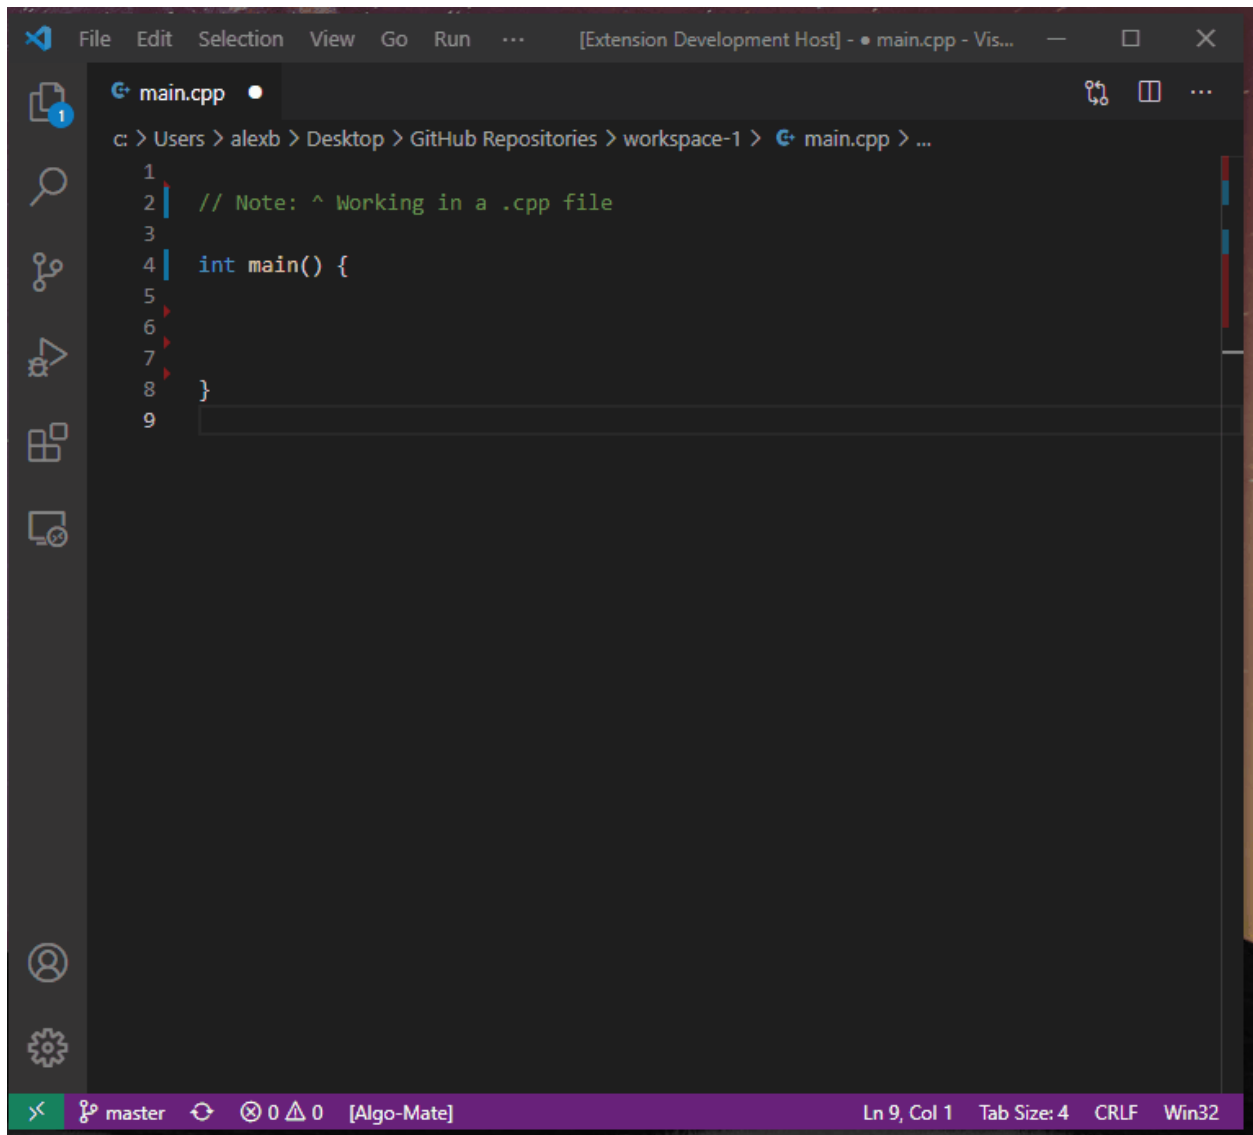 File Edit Selection View Go Run ··· [Extension Development Host] - ● main.cpp - Vis...
main.cpp ●
c: > Users > alexb > Desktop > GitHub Repositories > workspace-1 > main.cpp > ...
1
2 // Note: ^ Working in a .cpp file
3
4 int main() {
5
6
7
8 }
9
1
master 0 0 [Algo-Mate] Ln 9, Col 1 Tab Size: 4 CRLF Win32